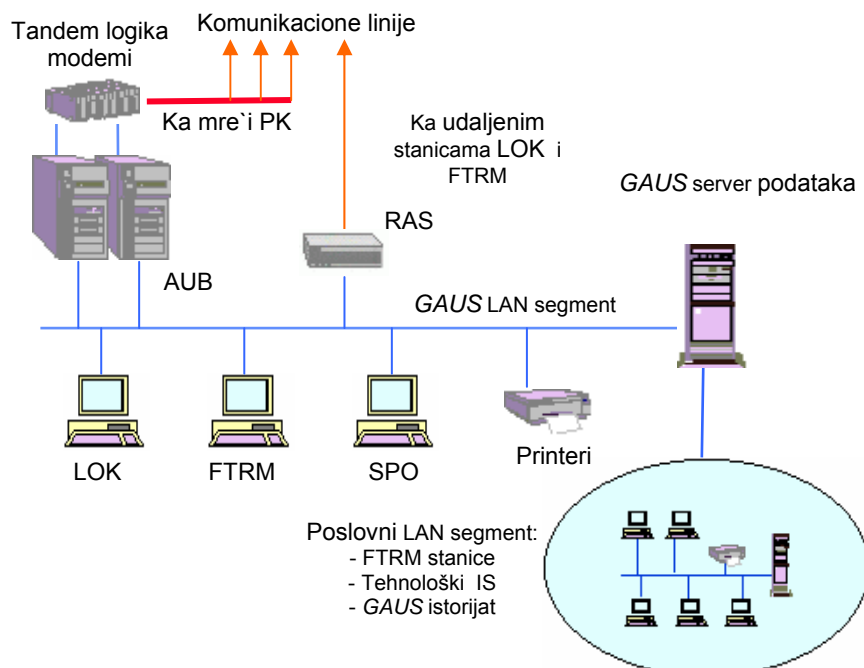 Tandem logika
modemi
Komunikacione linije
Ka mre`i PK
Ka udaljenim
stanicama LOK i
FTRM
GAUS server podataka
RAS
AUB
GAUS LAN segment
LOK
FTRM
SPO
Printeri
Poslovni LAN segment:
- FTRM stanice
- Tehnološki IS
- GAUS istorijat